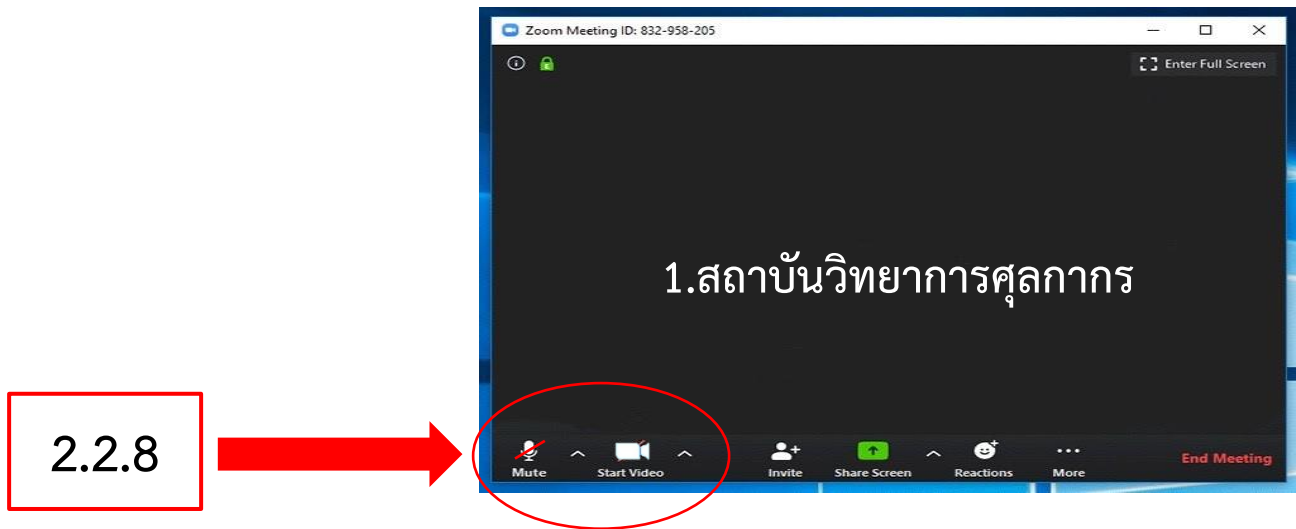 Zoom Meeting ID: 832-958-205
Enter Full Screen
1.สถาบันวิทยาการศุลกากร
2.2.8
Mute
Start Video
Invite
Share Screen
Reactions
More
End Meeting